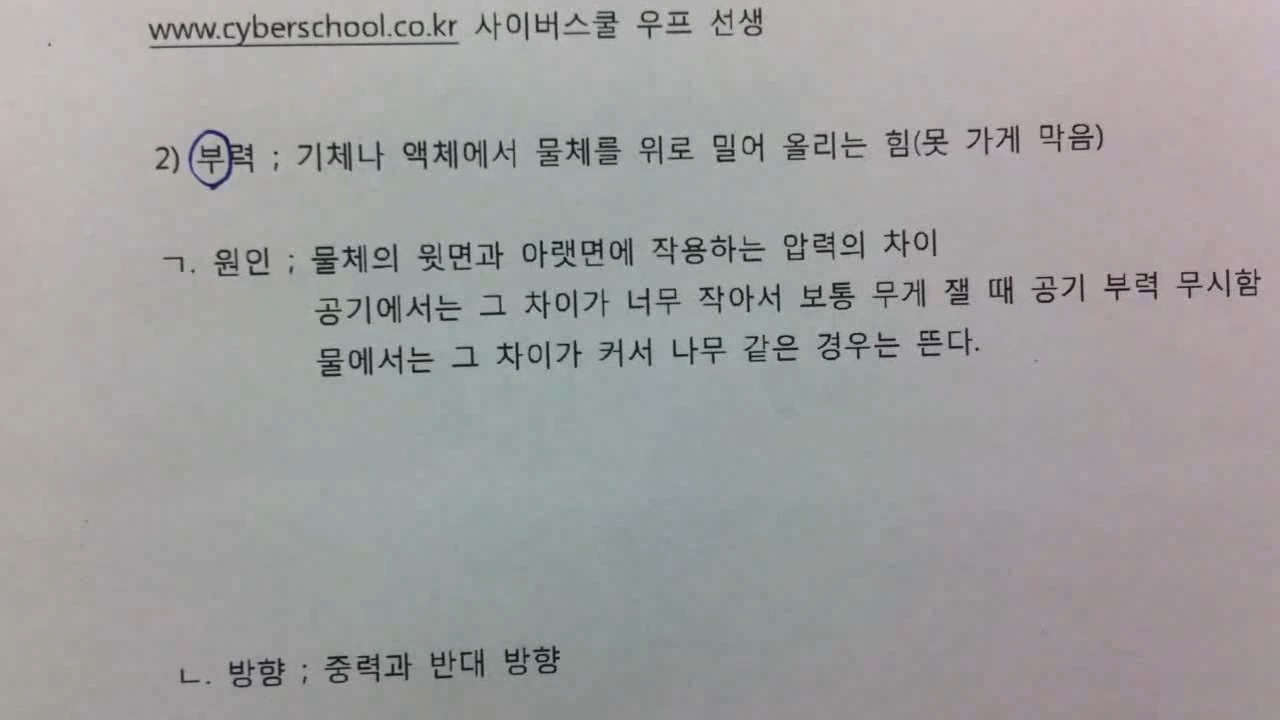 www.cyberschool.co.kr 사이버스쿨 우프 선생
2) 부력 ; 기체나 액체에서 물체를 위로 밀어 올리는 힘(못 가게 막음)
ㄱ. 원인 ; 물체의 윗면과 아랫면에 작용하는 압력의 차이
공기에서는 그 차이가 너무 작아서 보통 무게 잴 때 공기 부력 무시함
물에서는 그 차이가 커서 나무 같은 경우는 뜬다.
ㄴ. 방향 ; 중력과 반대 방향